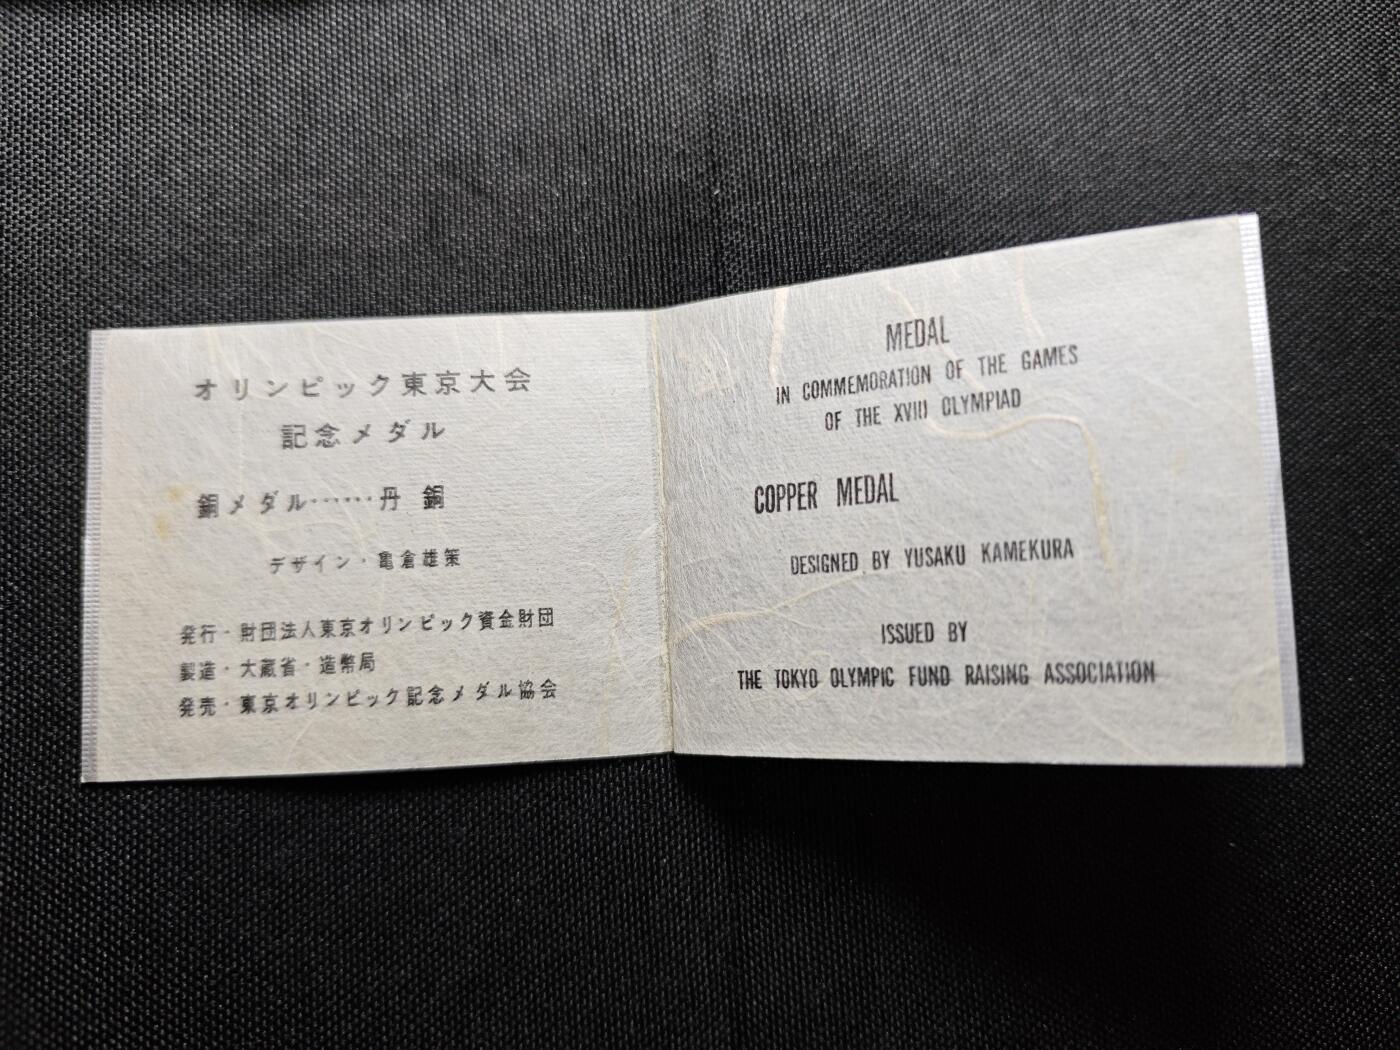 オリンピック東京大会
記念メダル
銅メダル……丹 銅
デザイン・亀倉雄策
発行・財団法人東京オリンピック資金財団
製造・大蔵省・造幣局
発売・東京オリンピック記念メダル協会
MEDAL
IN COMMEMORATION OF THE GAMES
OF THE XVIII OLYMPIAD
COPPER MEDAL
DESIGNED BY YUSAKU KAMEKURA
ISSUED BY
THE TOKYO OLYMPIC FUND RAISING ASSOCIATION